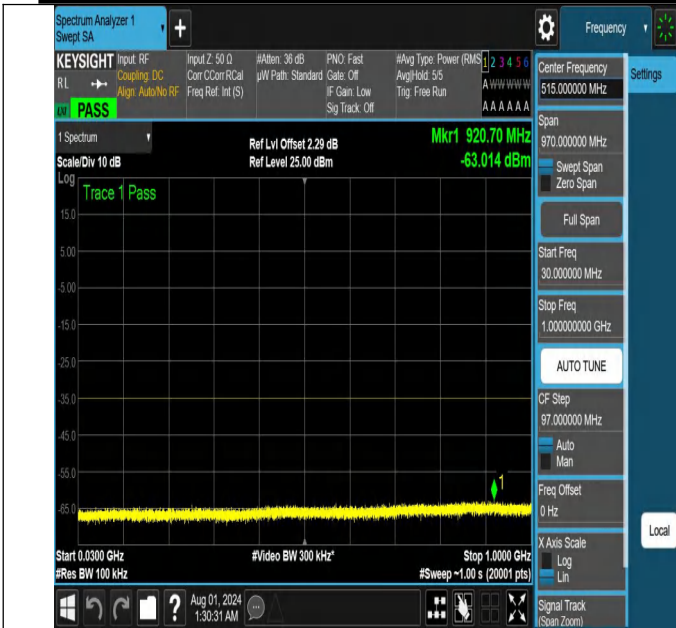 Spectrum Analyzer 1
Swept SA
+
Frequency
KEYSIGHT
RL
PASS
Input: RF
Coupling: DC
Align: Auto/No RF
Input Z: 50 Ω
Corr CCorr RCal
Freq Ref: Int (S)
#Atten: 36 dB
µW Path: Standard
PNO: Fast
Gate: Off
IF Gain: Low
Sig Track: Off
#Avg Type: Power (RMS
Avg|Hold: 5/5
Trig: Free Run
1 2 3 4 5 6
A W W W W W
A A A A A A
1 Spectrum
Scale/Div 10 dB
Log
Ref Lvl Offset 2.29 dB
Ref Level 25.00 dBm
Mkr1 920.70 MHz
-63.014 dBm
Trace 1 Pass
15.0
5.00
-5.00
-15.0
-25.0
-35.0
-45.0
-55.0
-65.0
1
Start 0.0300 GHz
#Res BW 100 kHz
#Video BW 300 kHz*
Stop 1.0000 GHz
#Sweep ~1.00 s (20001 pts)
Center Frequency
515.000000 MHz
Span
970.000000 MHz
Swept Span
Zero Span
Full Span
Start Freq
30.000000 MHz
Stop Freq
1.000000000 GHz
AUTO TUNE
CF Step
97.000000 MHz
Auto
Man
Freq Offset
0 Hz
X Axis Scale
Log
Lin
Signal Track
(Span Zoom)
Settings
Local
?
Aug 01, 2024
1:30:31 AM